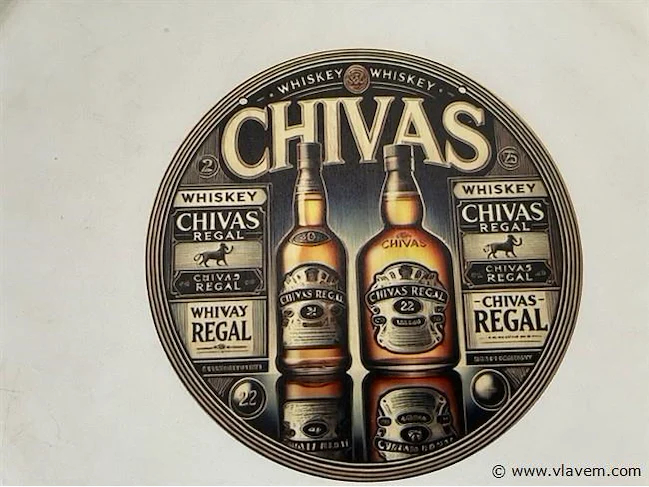 WHISKEY WHISKEY
CHIVAS
2
25
WHISKEY
CHIVAS
REGAL
CHIVAS
REGAL
WHIVAY
REGAL
22
20
CHIVAS REGAL
CHIVAS
CHIVAS REGAL
22
WHISKEY
CHIVAS
REGAL
CHIVAS
REGAL
-CHIVAS-
REGAL
© www.vlavem.com